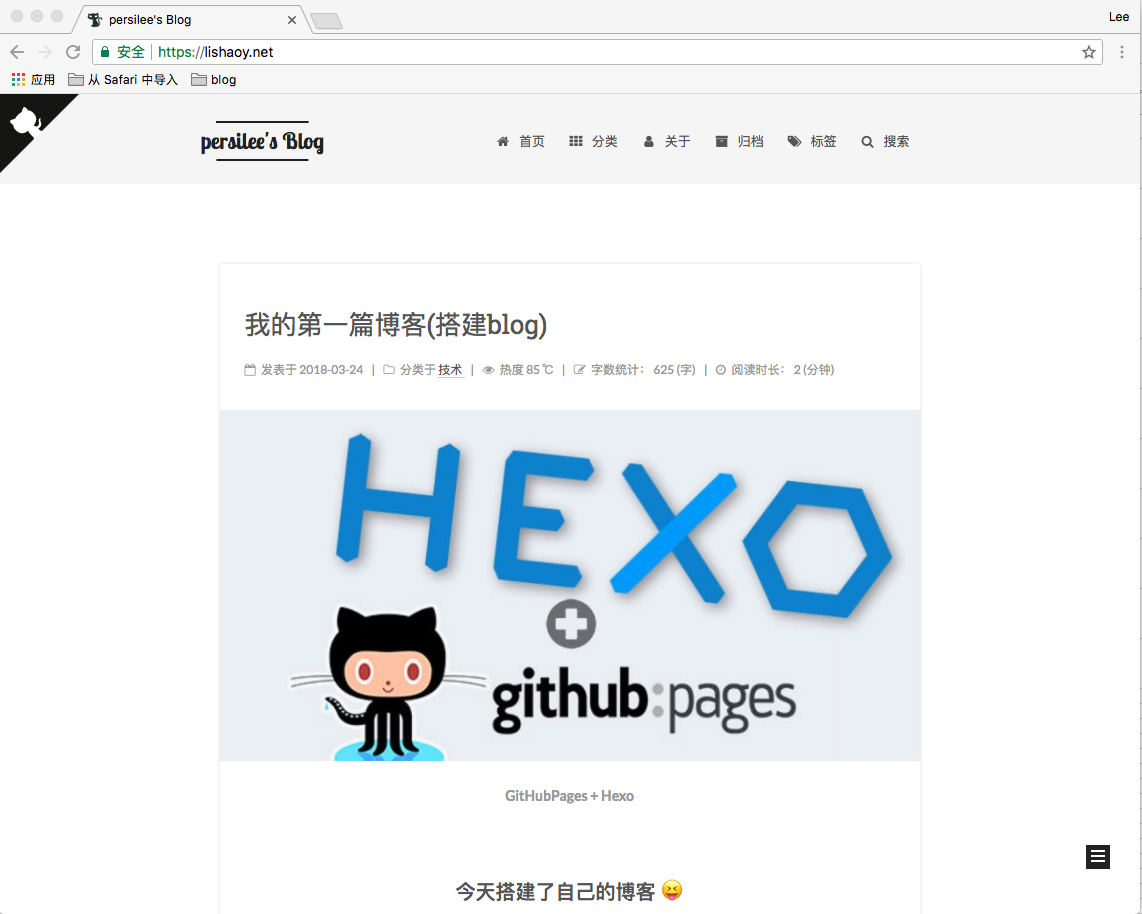 persilee's Blog
Lee
安全 https://lishaoy.net
应用 从 Safari 中导入 blog
persilee's Blog
首页 分类 关于 归档 标签 搜索
我的第一篇博客(搭建blog)
发表于 2018-03-24 | 分类于 技术 | 热度 85 ℃ | 字数统计： 625 (字) | 阅读时长： 2 (分钟)
HEXO
github:pages
GitHubPages + Hexo
今天搭建了自己的博客 😝